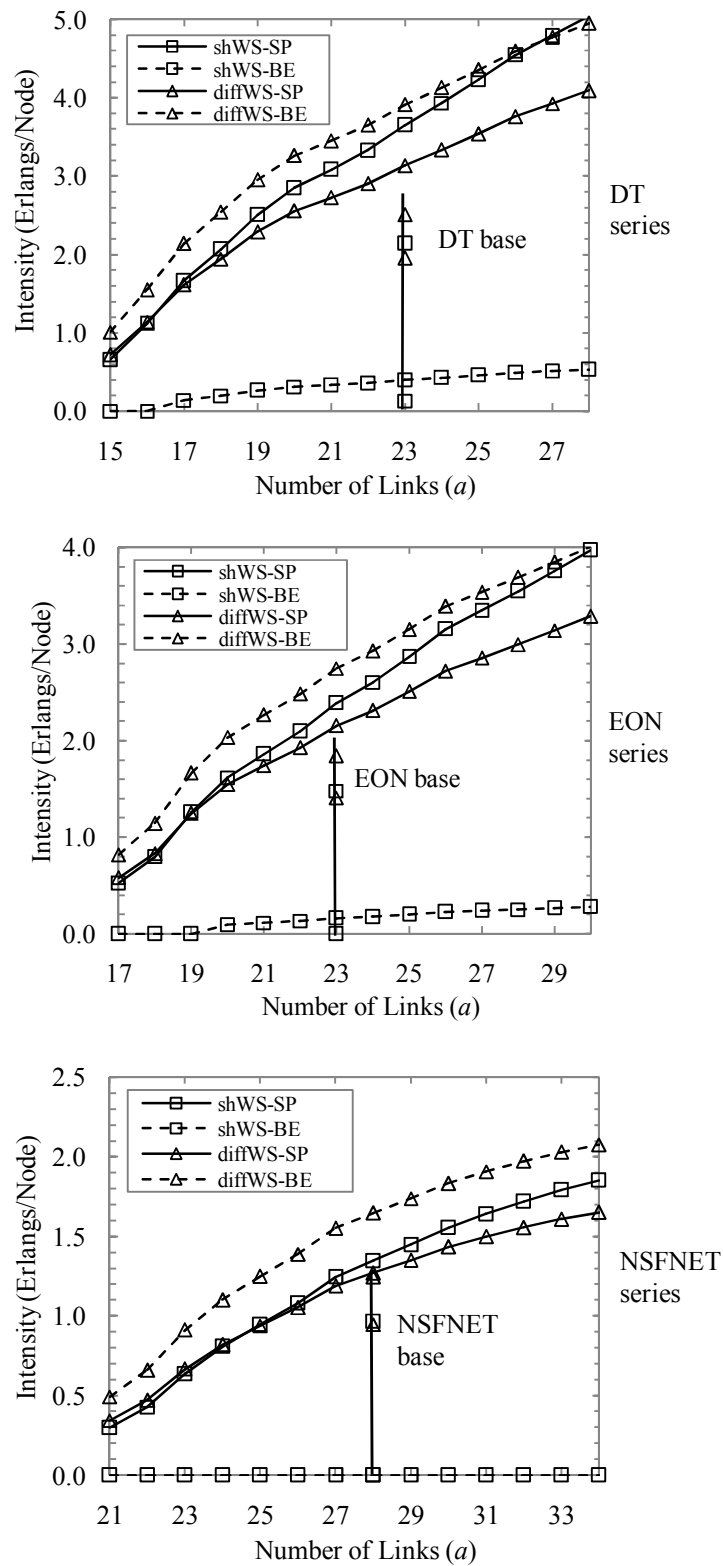 5.0
4.0
3.0
2.0
1.0
0.0
Intensity (Erlangs/Node)
shWS-SP
shWS-BE
diffWS-SP
diffWS-BE
DT base
DT
series
15 17 19 21 23 25 27
Number of Links (a)
4.0
3.0
2.0
1.0
0.0
Intensity (Erlangs/Node)
shWS-SP
shWS-BE
diffWS-SP
diffWS-BE
EON base
EON
series
17 19 21 23 25 27 29
Number of Links (a)
2.5
2.0
1.5
1.0
0.5
0.0
Intensity (Erlangs/Node)
shWS-SP
shWS-BE
diffWS-SP
diffWS-BE
NSFNET
base
NSFNET
series
21 23 25 27 29 31 33
Number of Links (a)